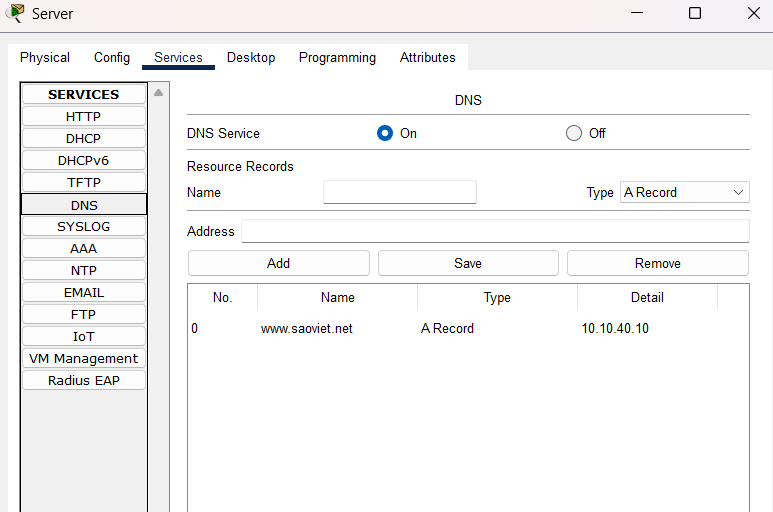 Server
Physical Config Services Desktop Programming Attributes
SERVICES
HTTP
DHCP
DHCPv6
TFTP
DNS
SYSLOG
AAA
NTP
EMAIL
FTP
IoT
VM Management
Radius EAP
DNS
DNS Service On Off
Resource Records
Name Type A Record
Address
Add Save Remove
No. Name Type Detail
0 www.saoviet.net A Record 10.10.40.10